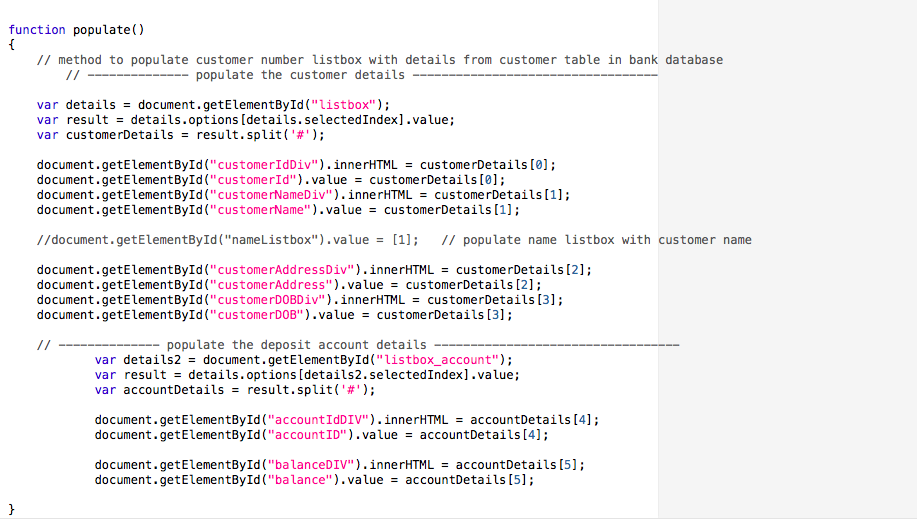 function populate()
{
    // method to populate customer number listbox with details from customer table in bank database
        // -------------- populate the customer details ----------------------------------
    var details = document.getElementById("listbox");
    var result = details.options[details.selectedIndex].value;
    var customerDetails = result.split('#');
    document.getElementById("customerIdDiv").innerHTML = customerDetails[0];
    document.getElementById("customerId").value = customerDetails[0];
    document.getElementById("customerNameDiv").innerHTML = customerDetails[1];
    document.getElementById("customerName").value = customerDetails[1];
    //document.getElementById("nameListbox").value = [1];   // populate name listbox with customer name
    document.getElementById("customerAddressDiv").innerHTML = customerDetails[2];
    document.getElementById("customerAddress").value = customerDetails[2];
    document.getElementById("customerDOBDiv").innerHTML = customerDetails[3];
    document.getElementById("customerDOB").value = customerDetails[3];
    // -------------- populate the deposit account details ----------------------------------
            var details2 = document.getElementById("listbox_account");
            var result = details.options[details2.selectedIndex].value;
            var accountDetails = result.split('#');
            document.getElementById("accountIdDIV").innerHTML = accountDetails[4];
            document.getElementById("accountID").value = accountDetails[4];
            document.getElementById("balanceDIV").innerHTML = accountDetails[5];
            document.getElementById("balance").value = accountDetails[5];
}